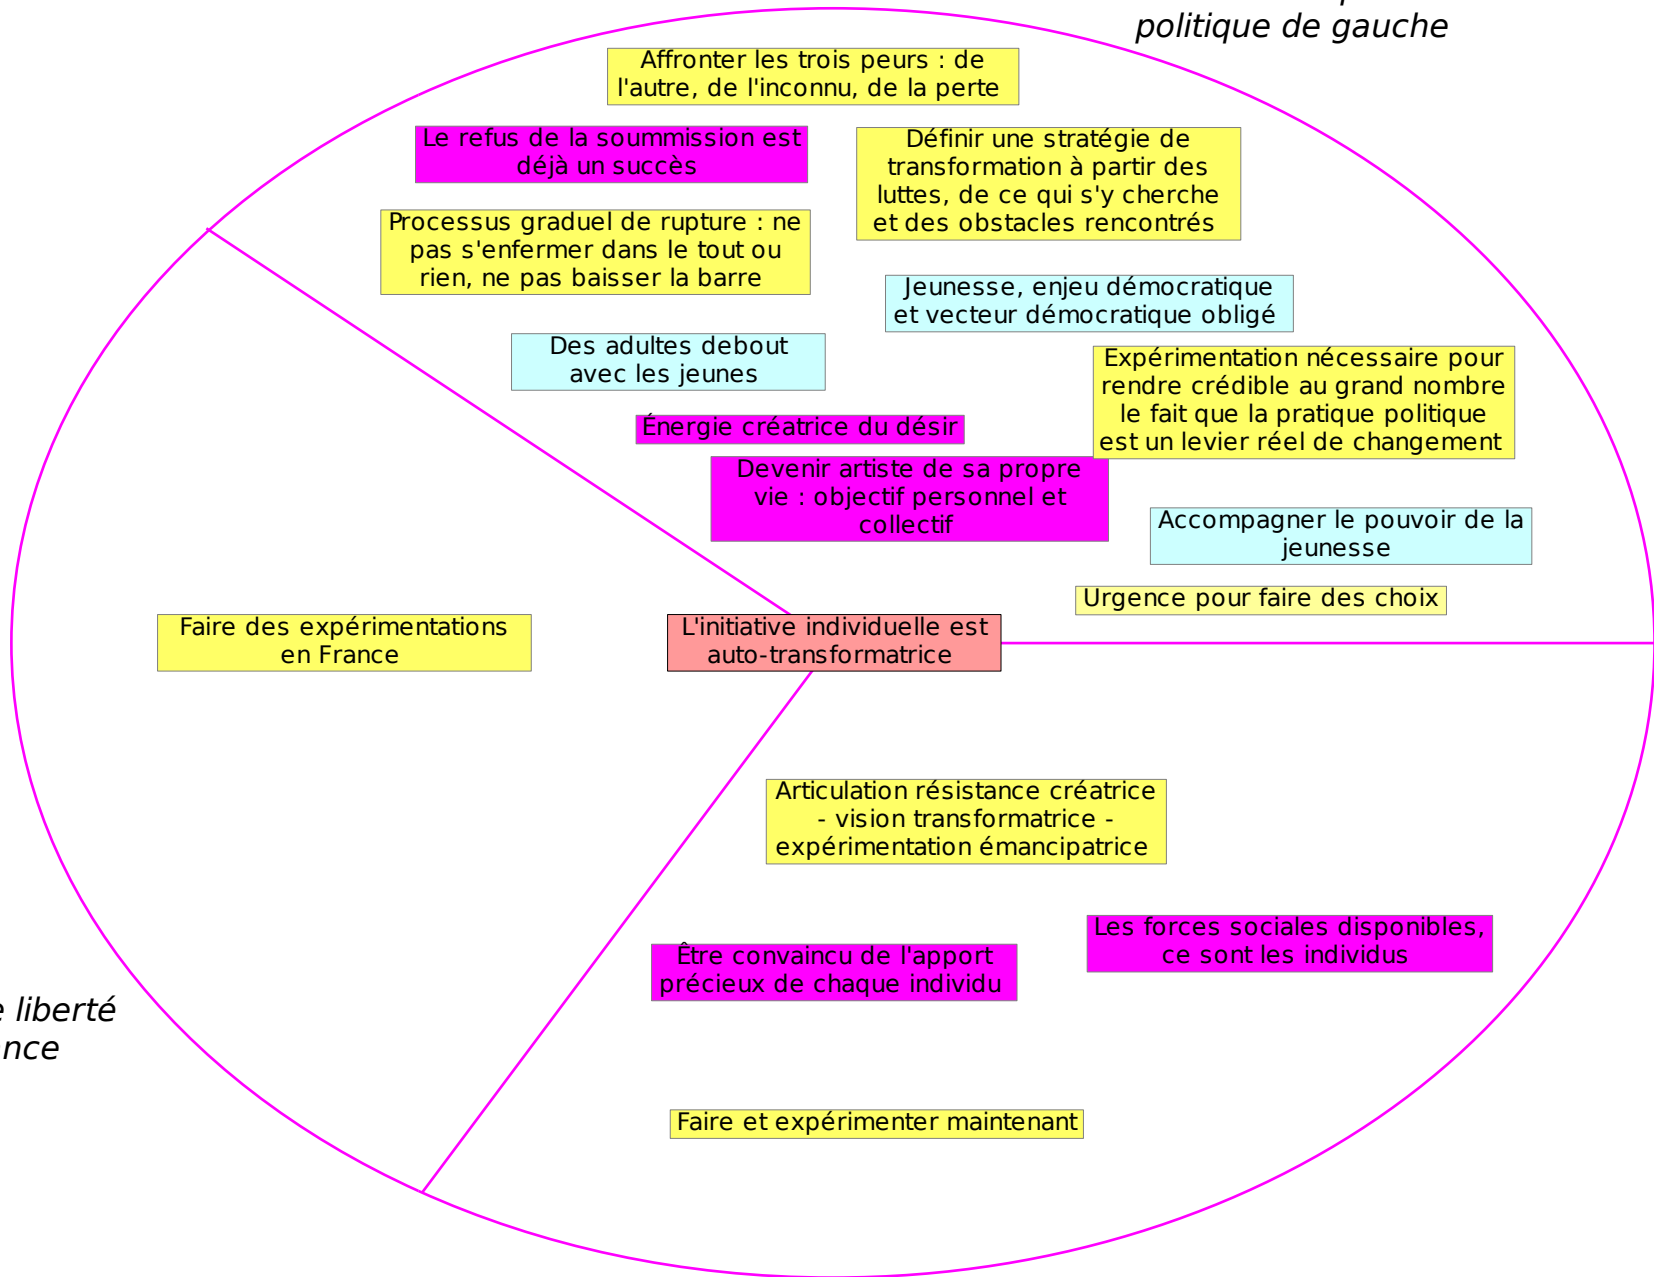 politique de gauche
Affronter les trois peurs : de
l'autre, de l'inconnu, de la perte
Le refus de la soummission est
déjà un succès
Définir une stratégie de
transformation à partir des
luttes, de ce qui s'y cherche
et des obstacles rencontrés
Processus graduel de rupture : ne
pas s'enfermer dans le tout ou
rien, ne pas baisser la barre
Jeunesse, enjeu démocratique
et vecteur démocratique obligé
Des adultes debout
avec les jeunes
Expérimentation nécessaire pour
rendre crédible au grand nombre
le fait que la pratique politique
est un levier réel de changement
Énergie créatrice du désir
Devenir artiste de sa propre
vie : objectif personnel et
collectif
Accompagner le pouvoir de la
jeunesse
Urgence pour faire des choix
Faire des expérimentations
en France
L'initiative individuelle est
auto-transformatrice
Articulation résistance créatrice
- vision transformatrice -
expérimentation émancipatrice
Les forces sociales disponibles,
ce sont les individus
Être convaincu de l'apport
précieux de chaque individu
liberté
nce
Faire et expérimenter maintenant